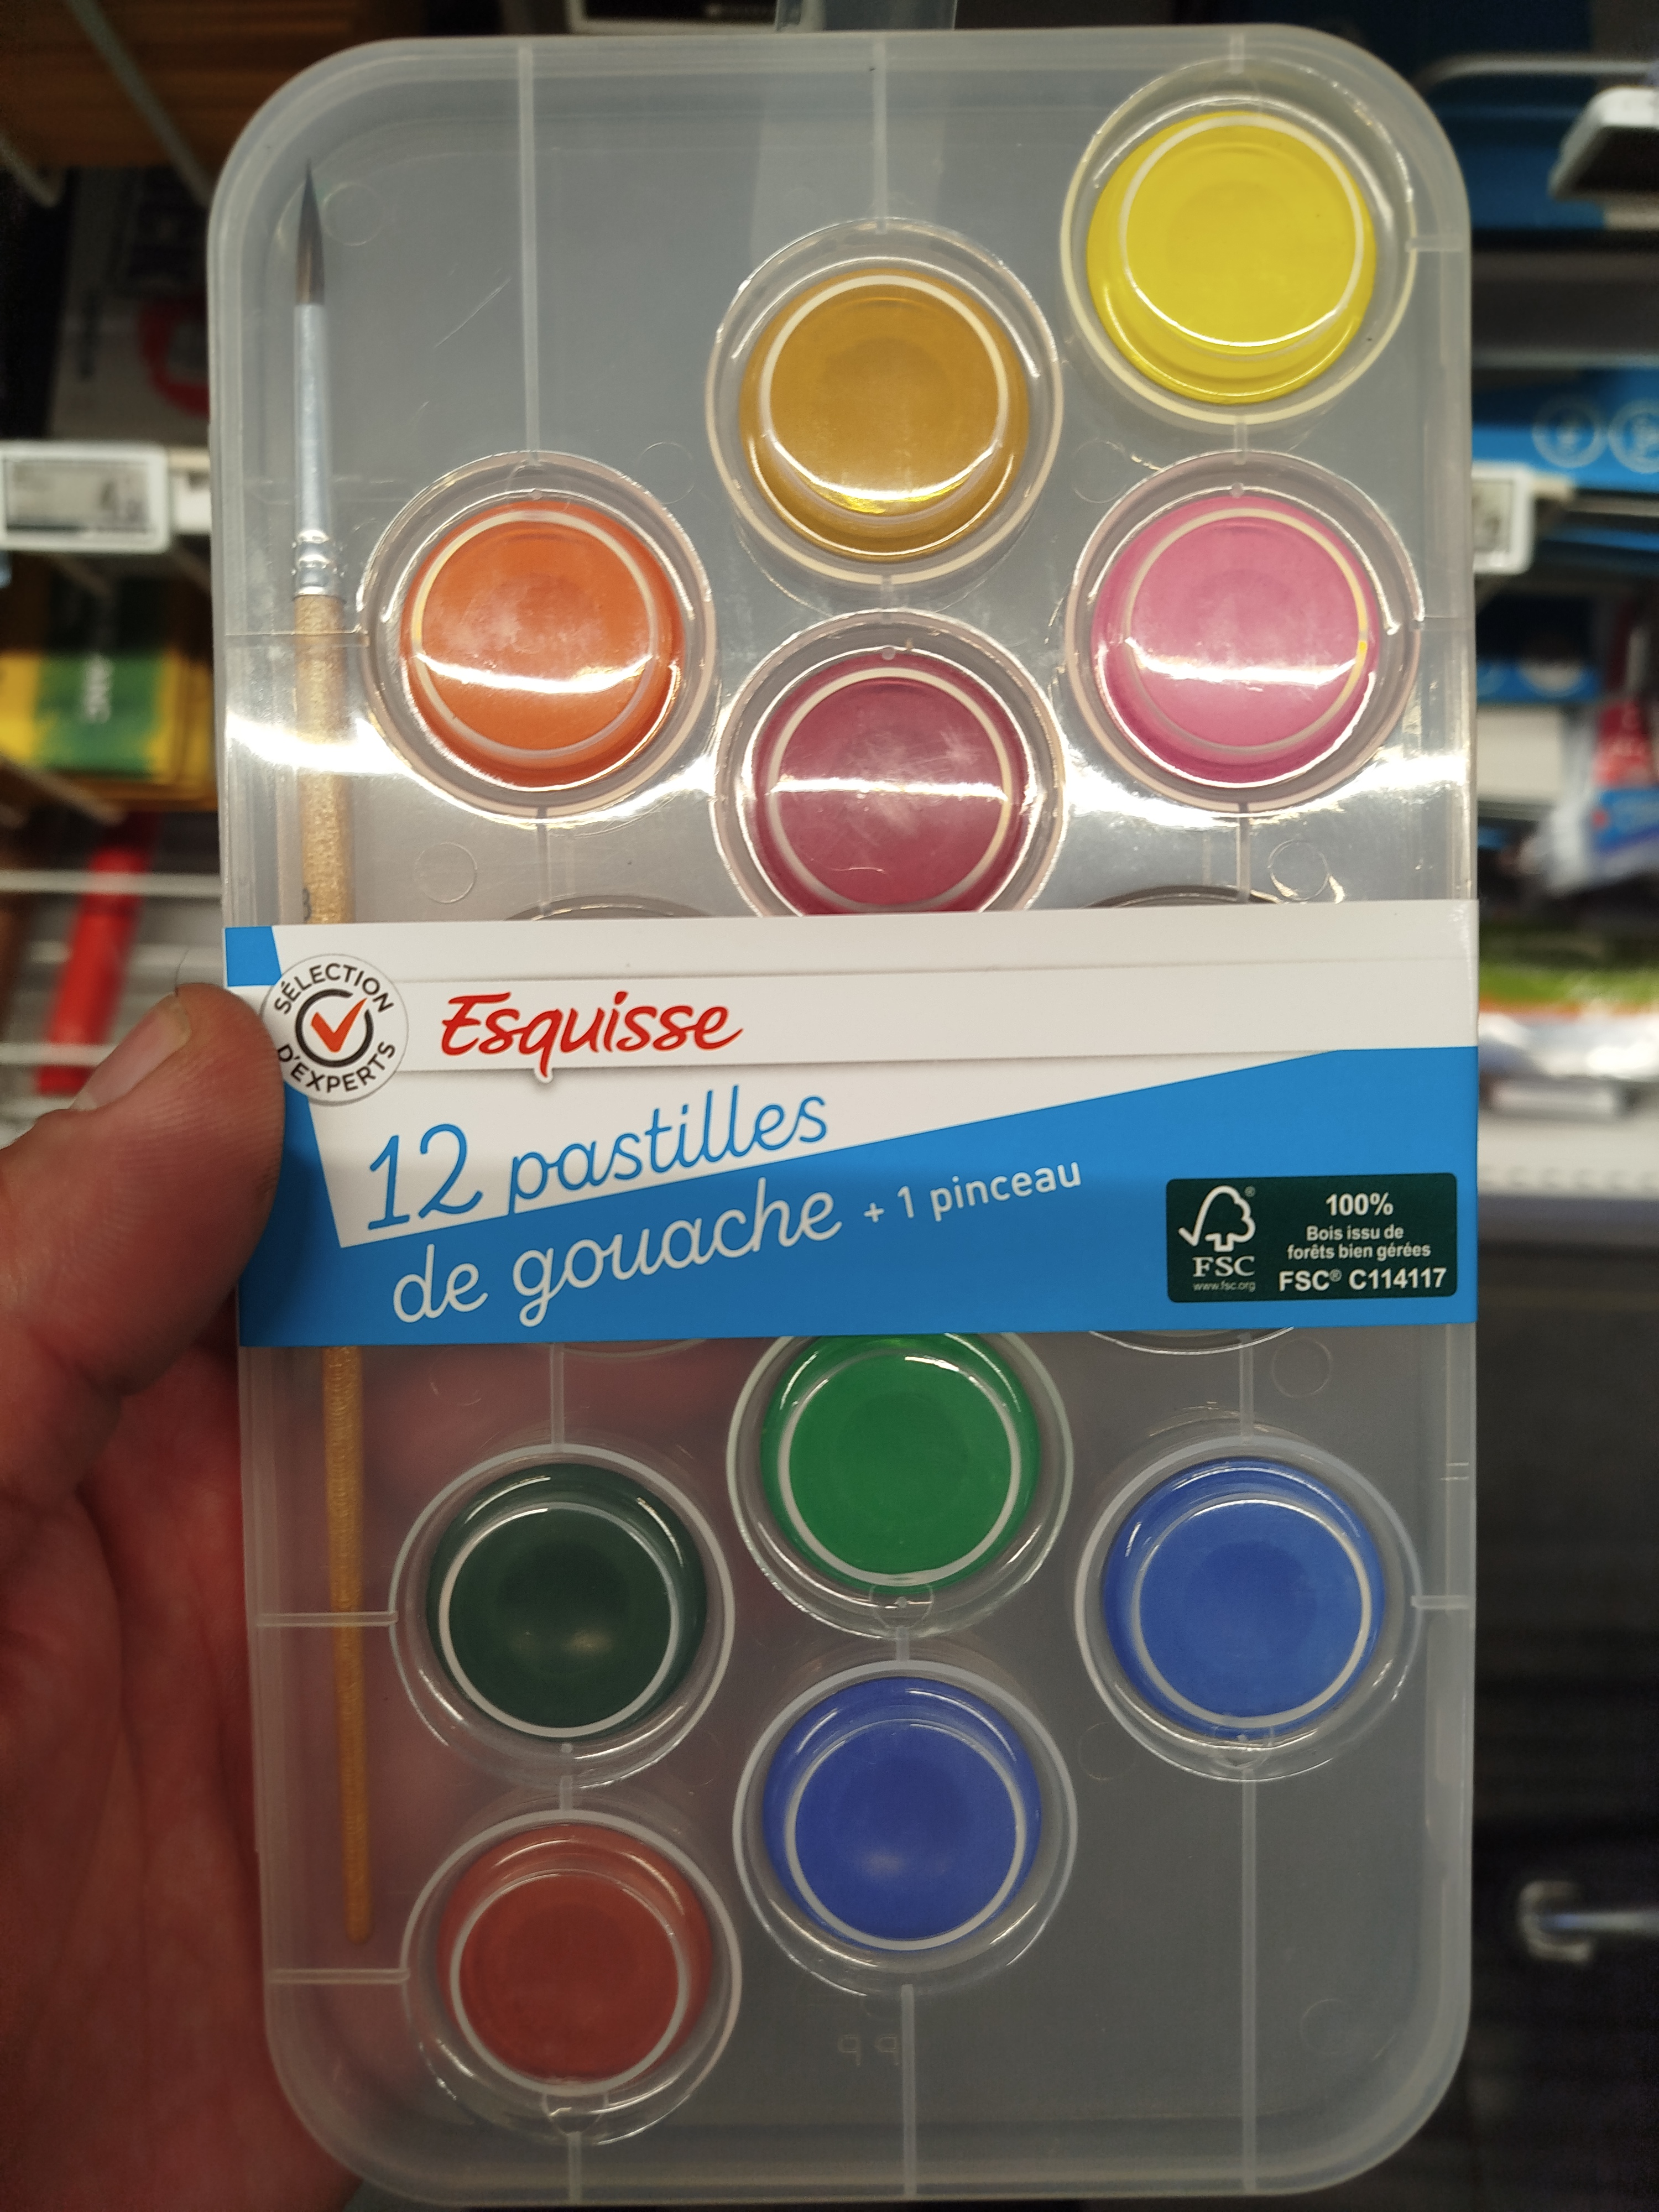 SÉLECTION
D'EXPERTS
Esquisse
12 pastilles
de gouache + 1 pinceau
FSC®
www.fsc.org
100%
Bois issu de
forêts bien gérées
FSC® C114117